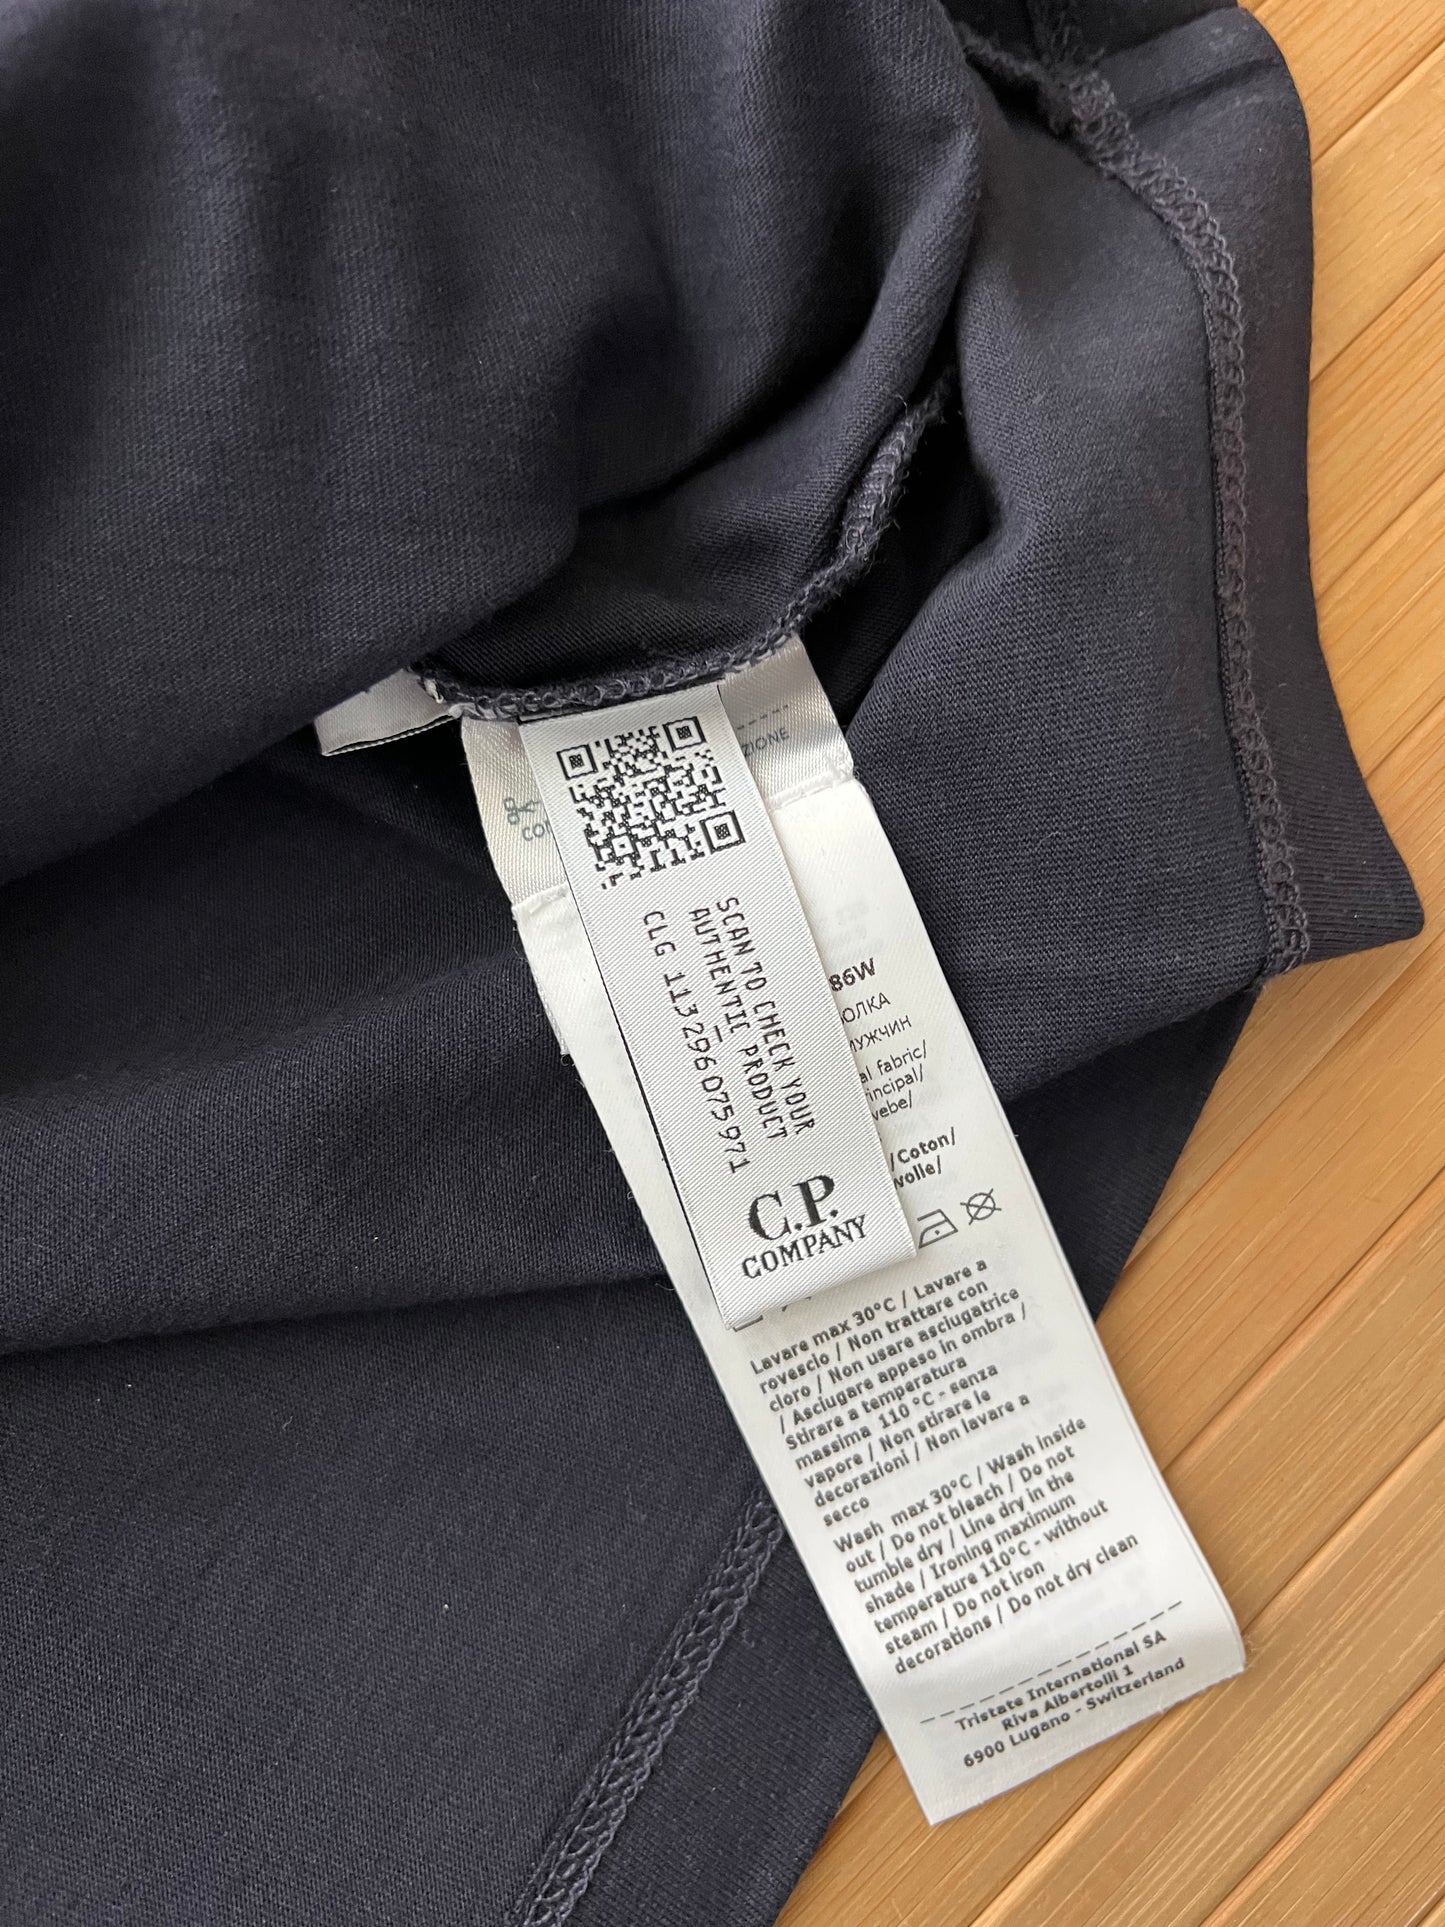 ZIONE
SCAN TO CHECK YOUR
AUTHENTIC PRODUCT
CLG 113296075971
C.P.
COMPANY
86W
al fabric/
/Coton/
Lavare max 30°C / Lavare a
rovescio / Non trattare con
cloro / Non usare asciugatrice
/ Asciugare appeso in ombra /
Stirare a temperatura
massima 110°C - senza
vapore / Non stirare le
decorazioni / Non lavare a
secco
Wash max 30°C / Wash inside
out / Do not bleach / Do not
tumble dry / Line dry in the
shade / Ironing maximum
temperature 110°C - without
steam / Do not iron
decorations / Do not dry clean
Tristate International SA
Riva Albertolli 1
6900 Lugano - Switzerland